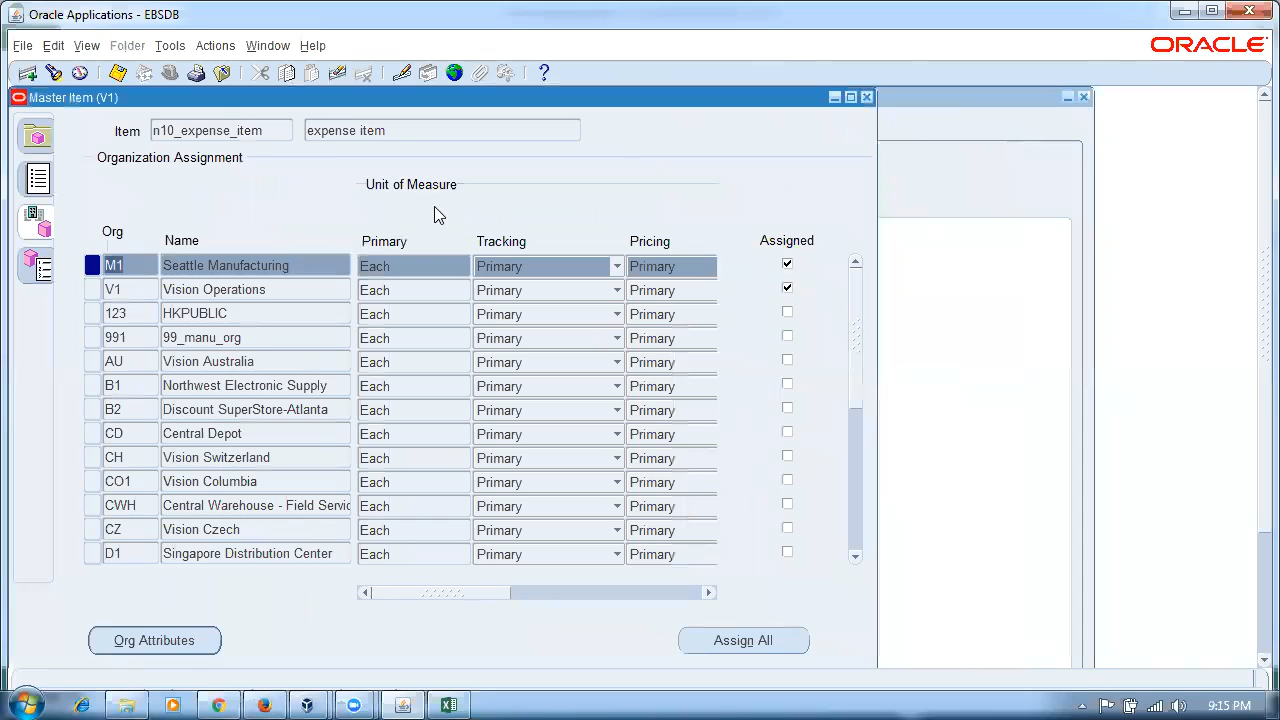 Oracle Applications - EBSDB
File Edit View Folder Tools Actions Window Help
ORACLE
Master Item (V1)
Item n10_expense_item expense item
Organization Assignment
Unit of Measure
Org Name Primary Tracking Pricing Assigned
M1 Seattle Manufacturing Each Primary Primary
V1 Vision Operations Each Primary Primary
123 HKPUBLIC Each Primary Primary
991 99_manu_org Each Primary Primary
AU Vision Australia Each Primary Primary
B1 Northwest Electronic Supply Each Primary Primary
B2 Discount SuperStore-Atlanta Each Primary Primary
CD Central Depot Each Primary Primary
CH Vision Switzerland Each Primary Primary
CO1 Vision Columbia Each Primary Primary
CWH Central Warehouse - Field Servic Each Primary Primary
CZ Vision Czech Each Primary Primary
D1 Singapore Distribution Center Each Primary Primary
Org Attributes Assign All
9:15 PM